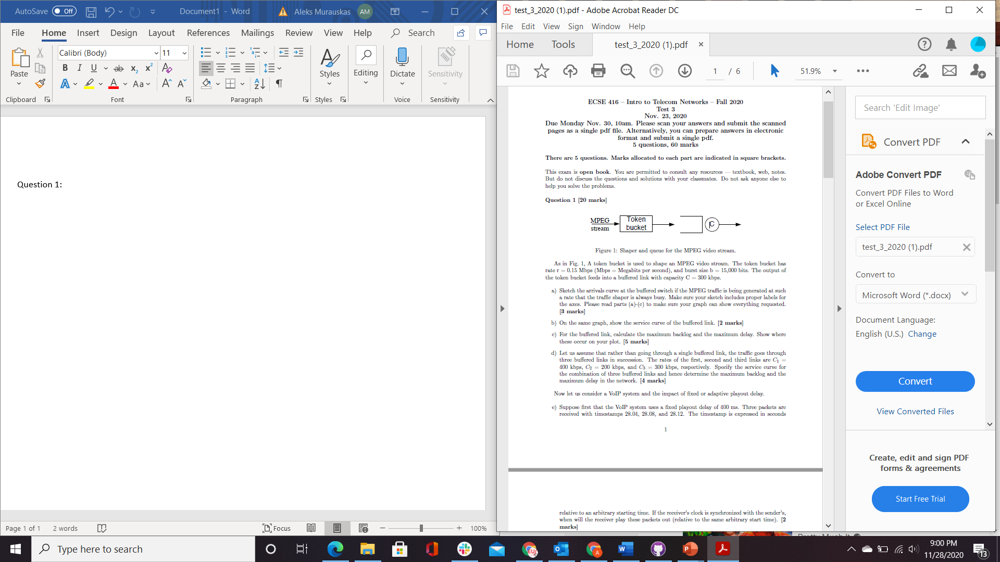 AutoSave Off
Document1 - Word
Aleks Murauskas AM
File Home Insert Design Layout References Mailings Review View Help Search
Calibri (Body) 11
Paste
Styles
Editing
Dictate
Sensitivity
Clipboard Font Paragraph Styles Voice Sensitivity
Question 1:
Page 1 of 1 2 words Focus 100%
test_3_2020 (1).pdf - Adobe Acrobat Reader DC
File Edit View Sign Window Help
Home Tools test_3_2020 (1).pdf
1 / 6 51.9%
ECSE 416 – Intro to Telecom Networks – Fall 2020
Test 3
Nov. 23, 2020
Due Monday Nov. 30, 10am. Please scan your answers and submit the scanned
pages as a single pdf file. Alternatively, you can prepare answers in electronic
format and submit a single pdf.
5 questions, 60 marks
There are 5 questions. Marks allocated to each part are indicated in square brackets.
This exam is open book. You are permitted to consult any resources — textbook, web, notes.
But do not discuss the questions and solutions with your classmates. Do not ask anyone else to
help you solve the problems.
Question 1 [20 marks]
MPEG
stream
Token
bucket
C
Figure 1: Shaper and queue for the MPEG video stream.
As in Fig. 1, A token bucket is used to shape an MPEG video stream. The token bucket has
rate r = 0.15 Mbps (Mbps = Megabits per second), and burst size b = 15,000 bits. The output of
the token bucket feeds into a buffered link with capacity C = 300 kbps.
a) Sketch the arrivals curve at the buffered switch if the MPEG traffic is being generated at such
a rate that the traffic shaper is always busy. Make sure your sketch includes proper labels for
the axes. Please read parts (a)-(c) to make sure your graph can show everything requested.
[3 marks]
b) On the same graph, show the service curve of the buffered link. [2 marks]
c) For the buffered link, calculate the maximum backlog and the maximum delay. Show where
these occur on your plot. [5 marks]
d) Let us assume that rather than going through a single buffered link, the traffic goes through
three buffered links in succession. The rates of the first, second and third links are C1 =
400 kbps, C2 = 200 kbps, and C3 = 300 kbps, respectively. Specify the service curve for
the combination of three buffered links and hence determine the maximum backlog and the
maximum delay in the network. [4 marks]
Now let us consider a VoIP system and the impact of fixed or adaptive playout delay.
e) Suppose first that the VoIP system uses a fixed playout delay of 400 ms. Three packets are
received with timestamps 28.04, 28.08, and 28.12. The timestamp is expressed in seconds
1
relative to an arbitrary starting time. If the receiver's clock is synchronized with the sender's,
when will the receiver play these packets out (relative to the same arbitrary start time). [2
marks]
Search 'Edit Image'
Convert PDF
Adobe Convert PDF
Convert PDF Files to Word
or Excel Online
Select PDF File
test_3_2020 (1).pdf
Convert to
Microsoft Word (*.docx)
Document Language:
English (U.S.) Change
Convert
View Converted Files
Create, edit and sign PDF
forms & agreements
Start Free Trial
Type here to search
9:00 PM
11/28/2020
13